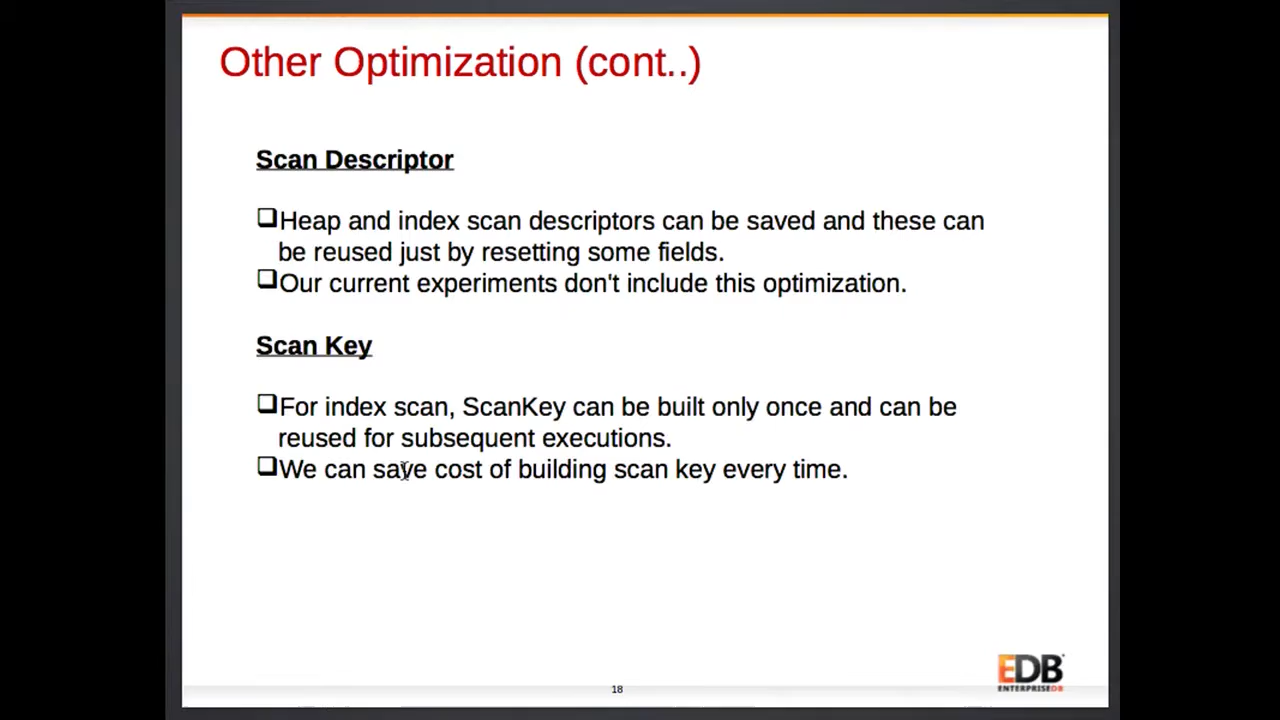 Other Optimization (cont..)
Scan Descriptor
❑Heap and index scan descriptors can be saved and these can
be reused just by resetting some fields.
❑Our current experiments don't include this optimization.
Scan Key
❑For index scan, ScanKey can be built only once and can be
reused for subsequent executions.
❑We can save cost of building scan key every time.
EDB
ENTERPRISEDB
18